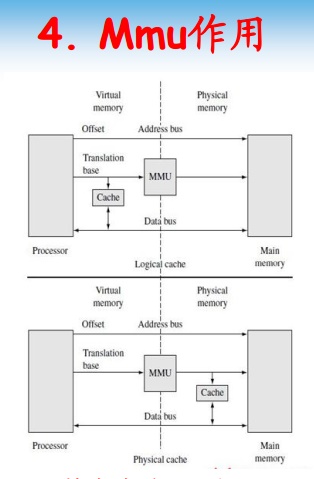 4. Mmu作用
Virtual memory
Physical memory
Offset
Address bus
Translation base
MMU
Cache
Data bus
Processor
Main memory
Logical cache
Virtual memory
Physical memory
Offset
Address bus
Translation base
MMU
Cache
Data bus
Processor
Main memory
Physical cache